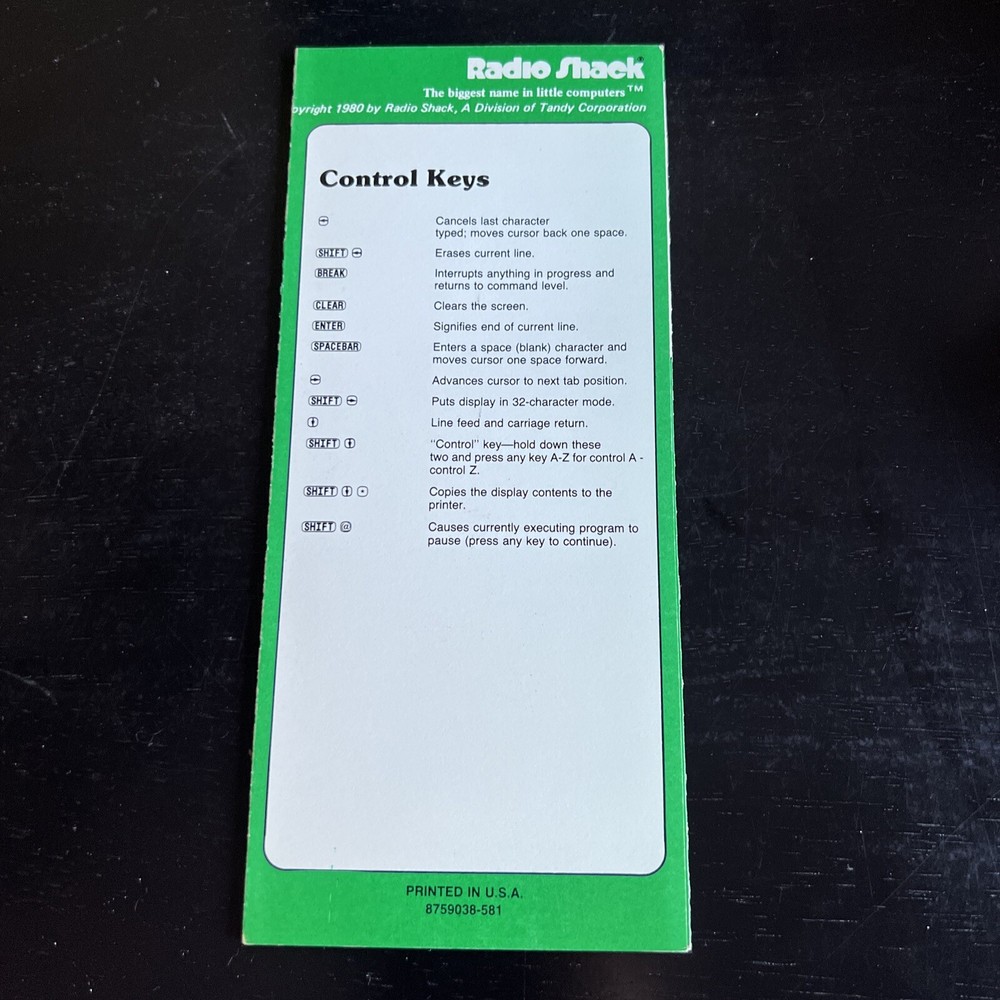 Radio Shack®
The biggest name in little computers™
pyright 1980 by Radio Shack, A Division of Tandy Corporation
Control Keys
← Cancels last character
typed; moves cursor back one space.
SHIFT ← Erases current line.
BREAK Interrupts anything in progress and
returns to command level.
CLEAR Clears the screen.
ENTER Signifies end of current line.
SPACEBAR Enters a space (blank) character and
moves cursor one space forward.
→ Advances cursor to next tab position.
SHIFT → Puts display in 32-character mode.
↓ Line feed and carriage return.
SHIFT ↓ "Control" key—hold down these
two and press any key A-Z for control A -
control Z.
SHIFT ↓ * Copies the display contents to the
printer.
SHIFT @ Causes currently executing program to
pause (press any key to continue).
PRINTED IN U.S.A.
8759038-581